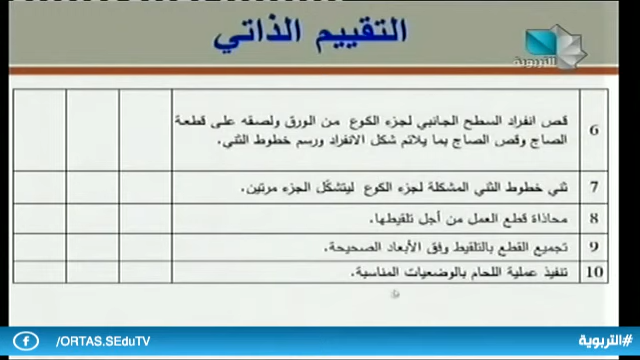 التقييم الذاتي
التربوية
6 قص انفراد السطح الجانبي لجزء الكوع من الورق ولصقه على قطعة
الصاج وقص الصاج بما يلائم شكل الانفراد ورسم خطوط الثني.
7 ثني خطوط الثني المشكلة لجزء الكوع ليتشكّل الجزء مرتين.
8 محاذاة قطع العمل من أجل تلقيطها.
9 تجميع القطع بالتلقيط وفق الأبعاد الصحيحة.
10 تنفيذ عملية اللحام بالوضعيات المناسبة.
/ORTAS.SEduTV
#التربوية